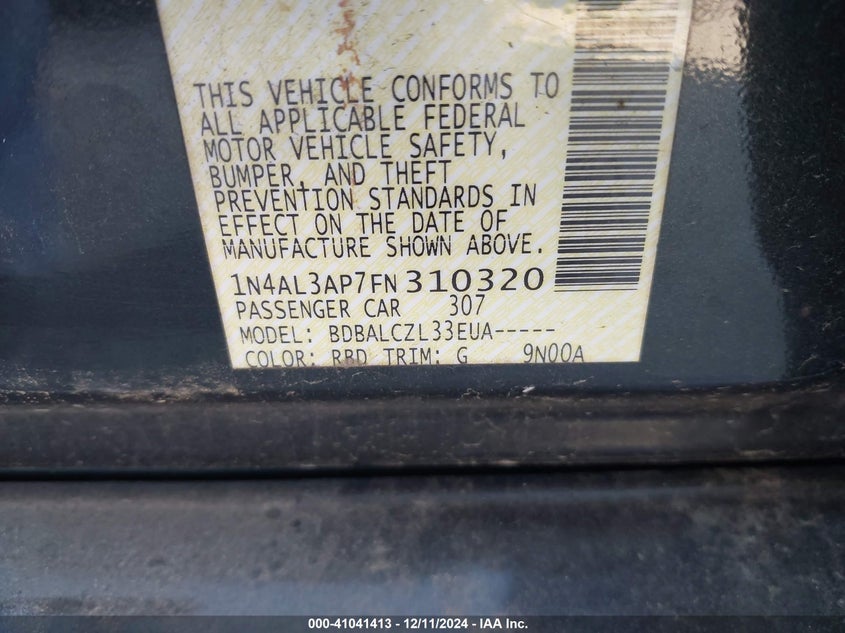 THIS VEHICLE CONFORMS TO
ALL APPLICABLE FEDERAL
MOTOR VEHICLE SAFETY,
BUMPER, AND THEFT
PREVENTION STANDARDS IN
EFFECT ON THE DATE OF
MANUFACTURE SHOWN ABOVE.
1N4AL3AP7FN310320
PASSENGER CAR 307
MODEL: BDBALCZL33EUA-----
COLOR: RBD TRIM: G 9N00A
000-41041413 - 12/11/2024 - IAA Inc.